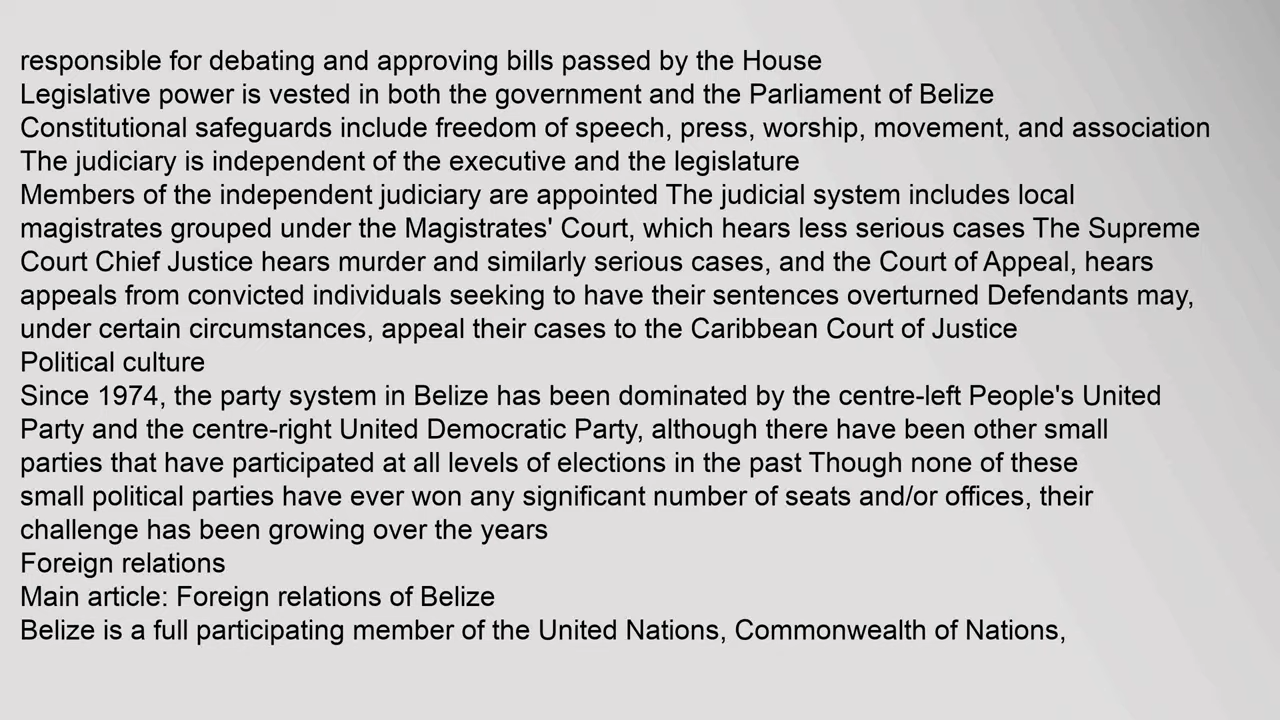 responsible for debating and approving bills passed by the House
Legislative power is vested in both the government and the Parliament of Belize
Constitutional safeguards include freedom of speech, press, worship, movement, and association
The judiciary is independent of the executive and the legislature
Members of the independent judiciary are appointed The judicial system includes local
magistrates grouped under the Magistrates' Court, which hears less serious cases The Supreme
Court Chief Justice hears murder and similarly serious cases, and the Court of Appeal, hears
appeals from convicted individuals seeking to have their sentences overturned Defendants may,
under certain circumstances, appeal their cases to the Caribbean Court of Justice
Political culture
Since 1974, the party system in Belize has been dominated by the centre-left People's United
Party and the centre-right United Democratic Party, although there have been other small
parties that have participated at all levels of elections in the past Though none of these
small political parties have ever won any significant number of seats and/or offices, their
challenge has been growing over the years
Foreign relations
Main article: Foreign relations of Belize
Belize is a full participating member of the United Nations, Commonwealth of Nations,